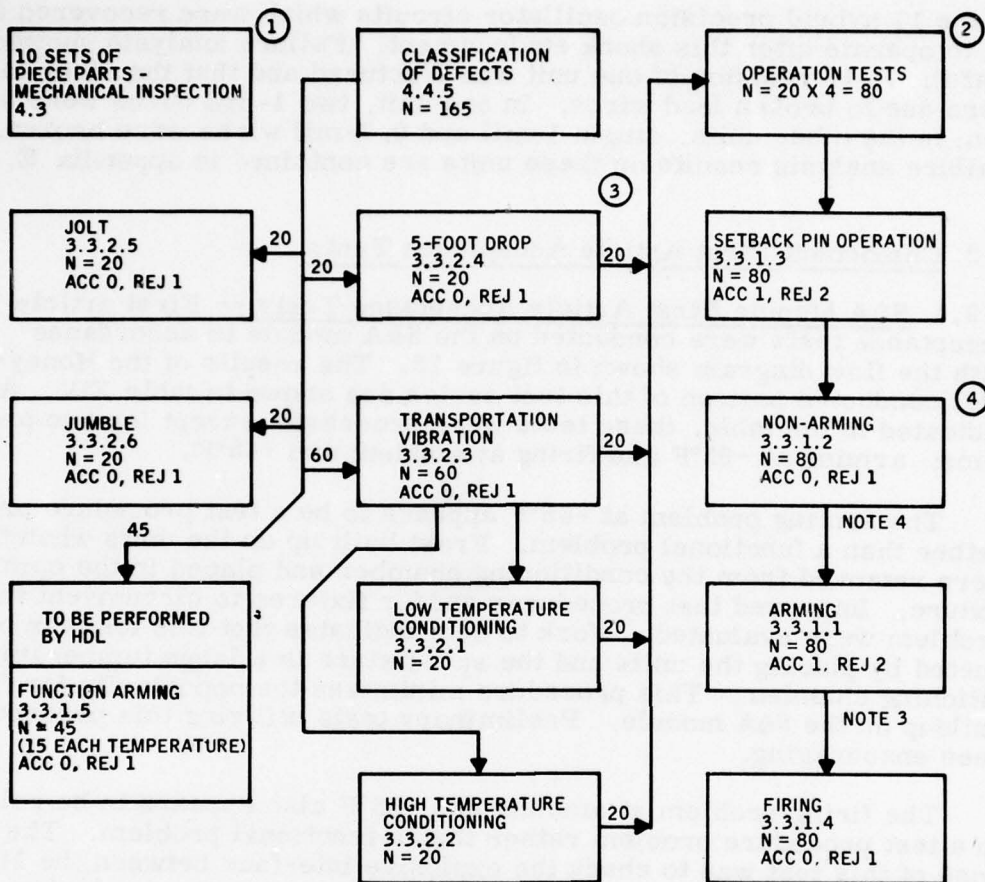 1
10 SETS OF
PIECE PARTS
MECHANICAL INSPECTION
4.3
CLASSIFICATION
OF DEFECTS
4.4.5
N = 165
2
OPERATION TESTS
N = 20 X 4 = 80
JOLT
3.3.2.5
N = 20
ACC 0, REJ 1
20
20
3
5-FOOT DROP
3.3.2.4
N = 20
ACC 0, REJ 1
20
SETBACK PIN OPERATION
3.3.1.3
N = 80
ACC 1, REJ 2
JUMBLE
3.3.2.6
N = 20
ACC 0, REJ 1
20
60
TRANSPORTATION
VIBRATION
3.3.2.3
N = 60
ACC 0, REJ 1
20
4
NON-ARMING
3.3.1.2
N = 80
ACC 0, REJ 1
45
NOTE 4
TO BE PERFORMED
BY HDL
FUNCTION ARMING
3.3.1.5
N = 45
(15 EACH TEMPERATURE)
ACC 0, REJ 1
LOW TEMPERATURE
CONDITIONING
3.3.2.1
N = 20
20
ARMING
3.3.1.1
N = 80
ACC 1, REJ 2
NOTE 3
HIGH TEMPERATURE
CONDITIONING
3.3.2.2
N = 20
20
FIRING
3.3.1.4
N = 80
ACC 0, REJ 1